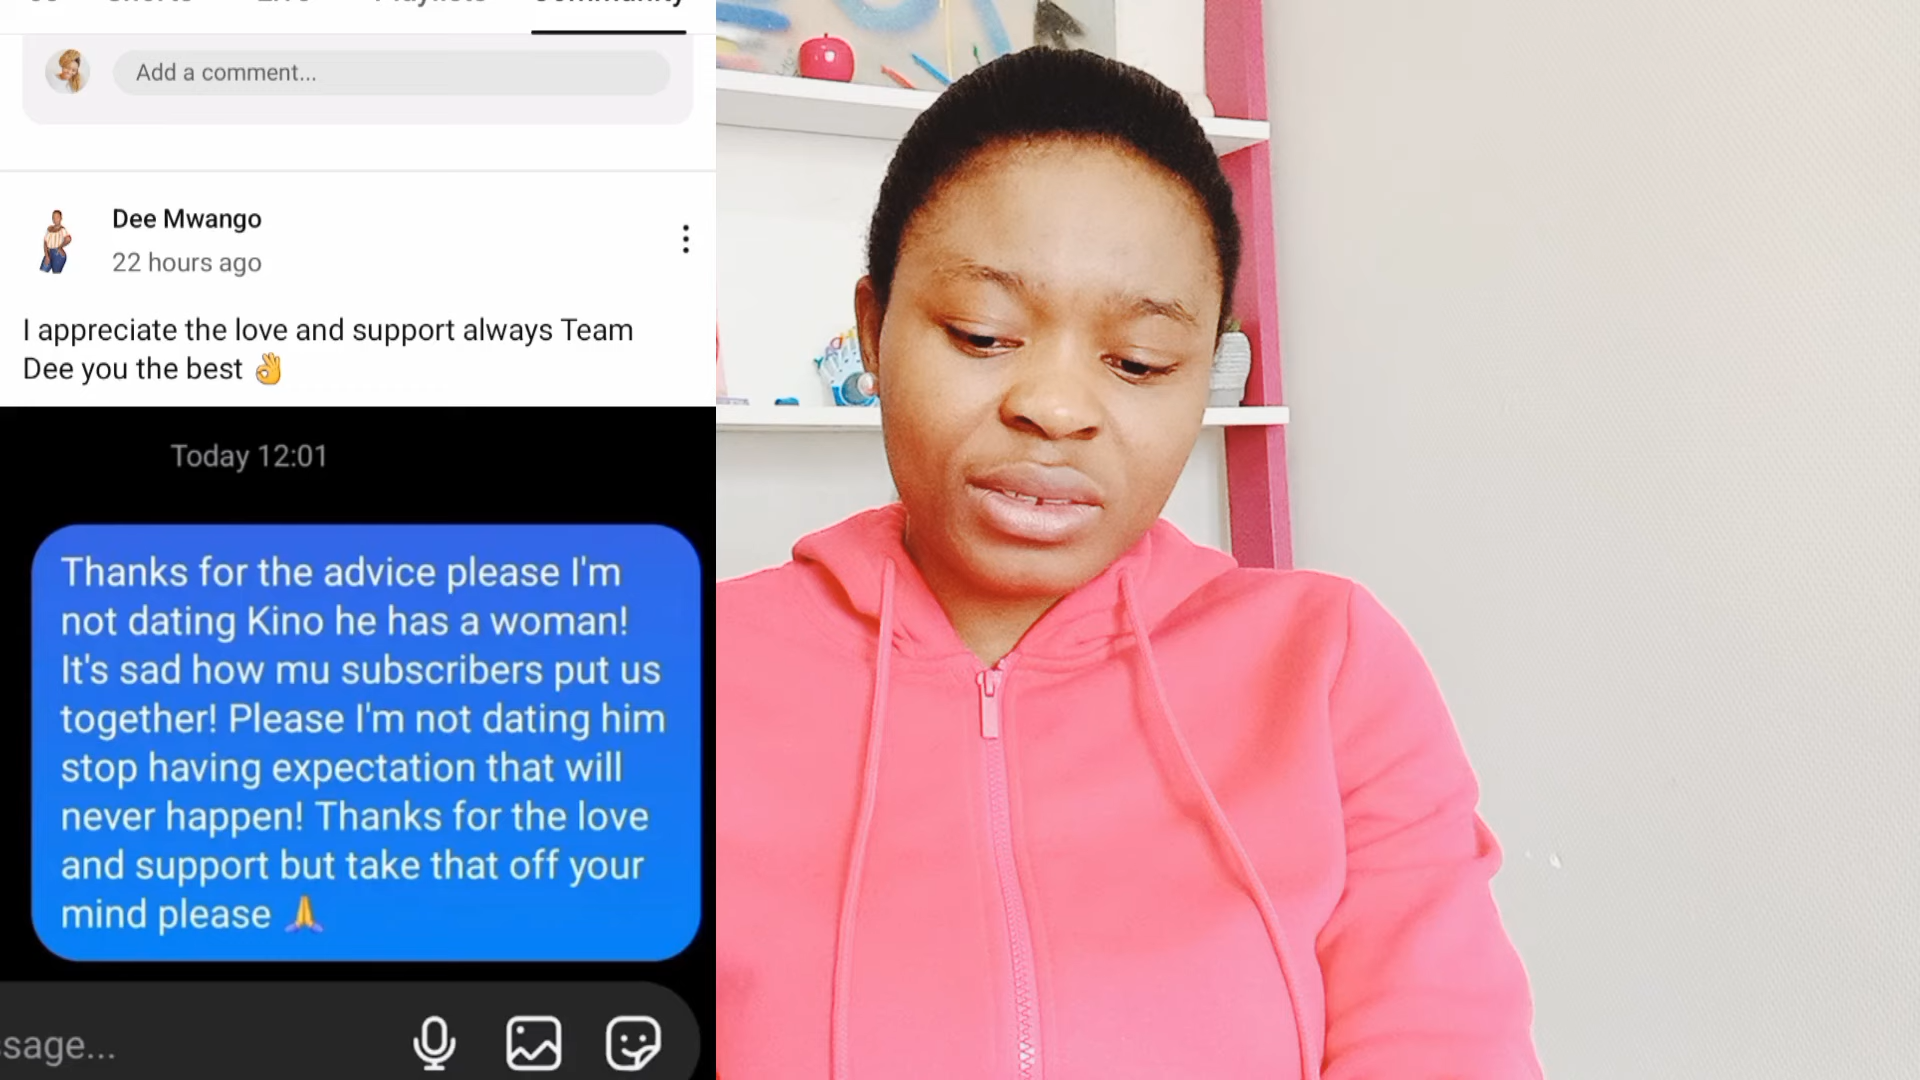 Add a comment...
Dee Mwango
22 hours ago
I appreciate the love and support always Team
Dee you the best 👌
Today 12:01
Thanks for the advice please I'm
not dating Kino he has a woman!
It's sad how mu subscribers put us
together! Please I'm not dating him
stop having expectation that will
never happen! Thanks for the love
and support but take that off your
mind please 🙏
ssage...